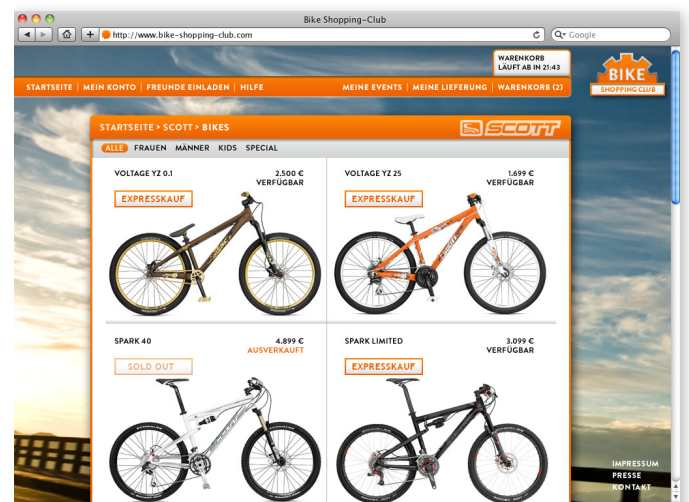 Bike Shopping-Club
http://www.bike-shopping-club.com
Google
WARENKORB
LÄUFT AB IN 21:43
BIKE
SHOPPING CLUB
STARTSEITE | MEIN KONTO | FREUNDE EINLADEN | HILFE
MEINE EVENTS | MEINE LIEFERUNG | WARENKORB (2)
STARTSEITE > SCOTT > BIKES
SCOTT
ALLE FRAUEN MÄNNER KIDS SPECIAL
VOLTAGE YZ 0.1
2.500 €
VERFÜGBAR
EXPRESSKAUF
VOLTAGE YZ 25
1.699 €
VERFÜGBAR
EXPRESSKAUF
SPARK 40
4.899 €
AUSVERKAUFT
SOLD OUT
SPARK LIMITED
3.099 €
VERFÜGBAR
EXPRESSKAUF
IMPRESSUM
PRESSE
KONTAKT